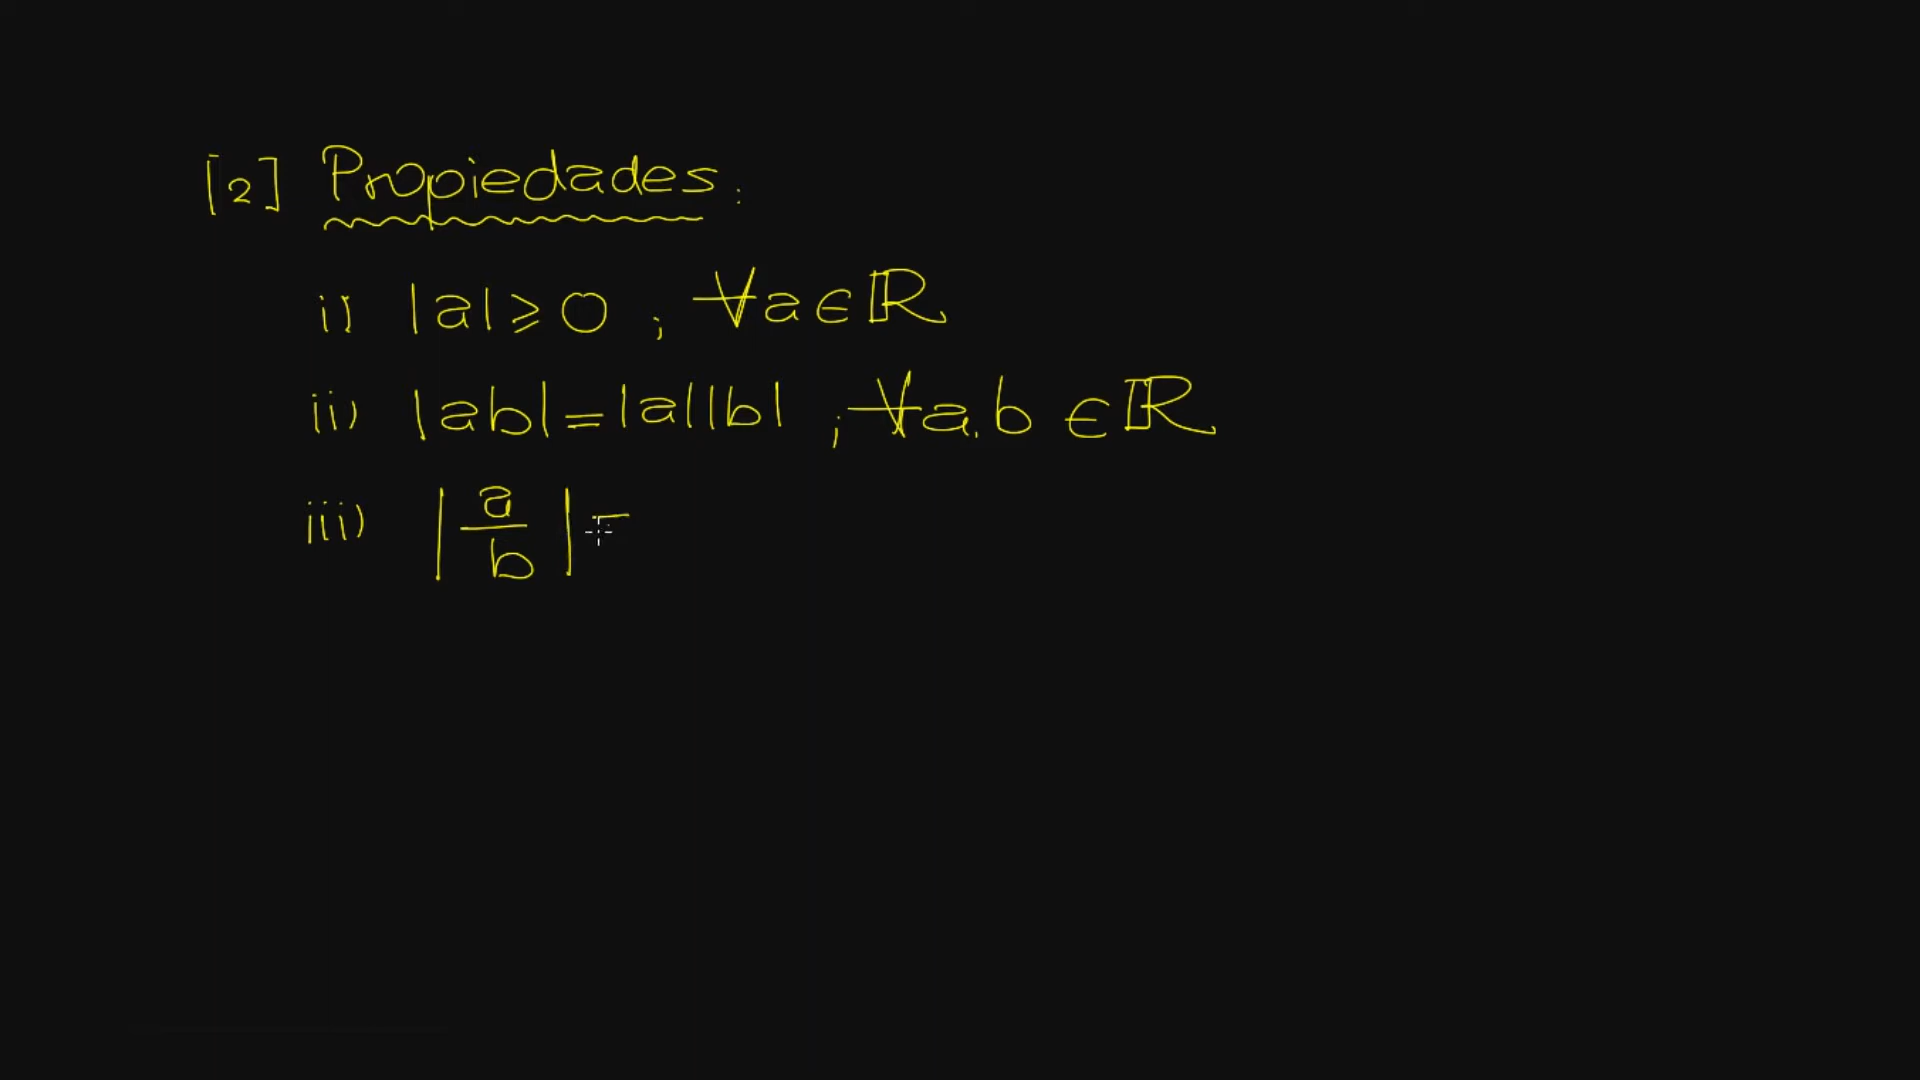 [2] Propiedades:
i) |a| ⩾ 0 ; ∀a ∈ ℝ
ii) |ab| = |a||b| ; ∀a,b ∈ ℝ
iii) |a/b| =